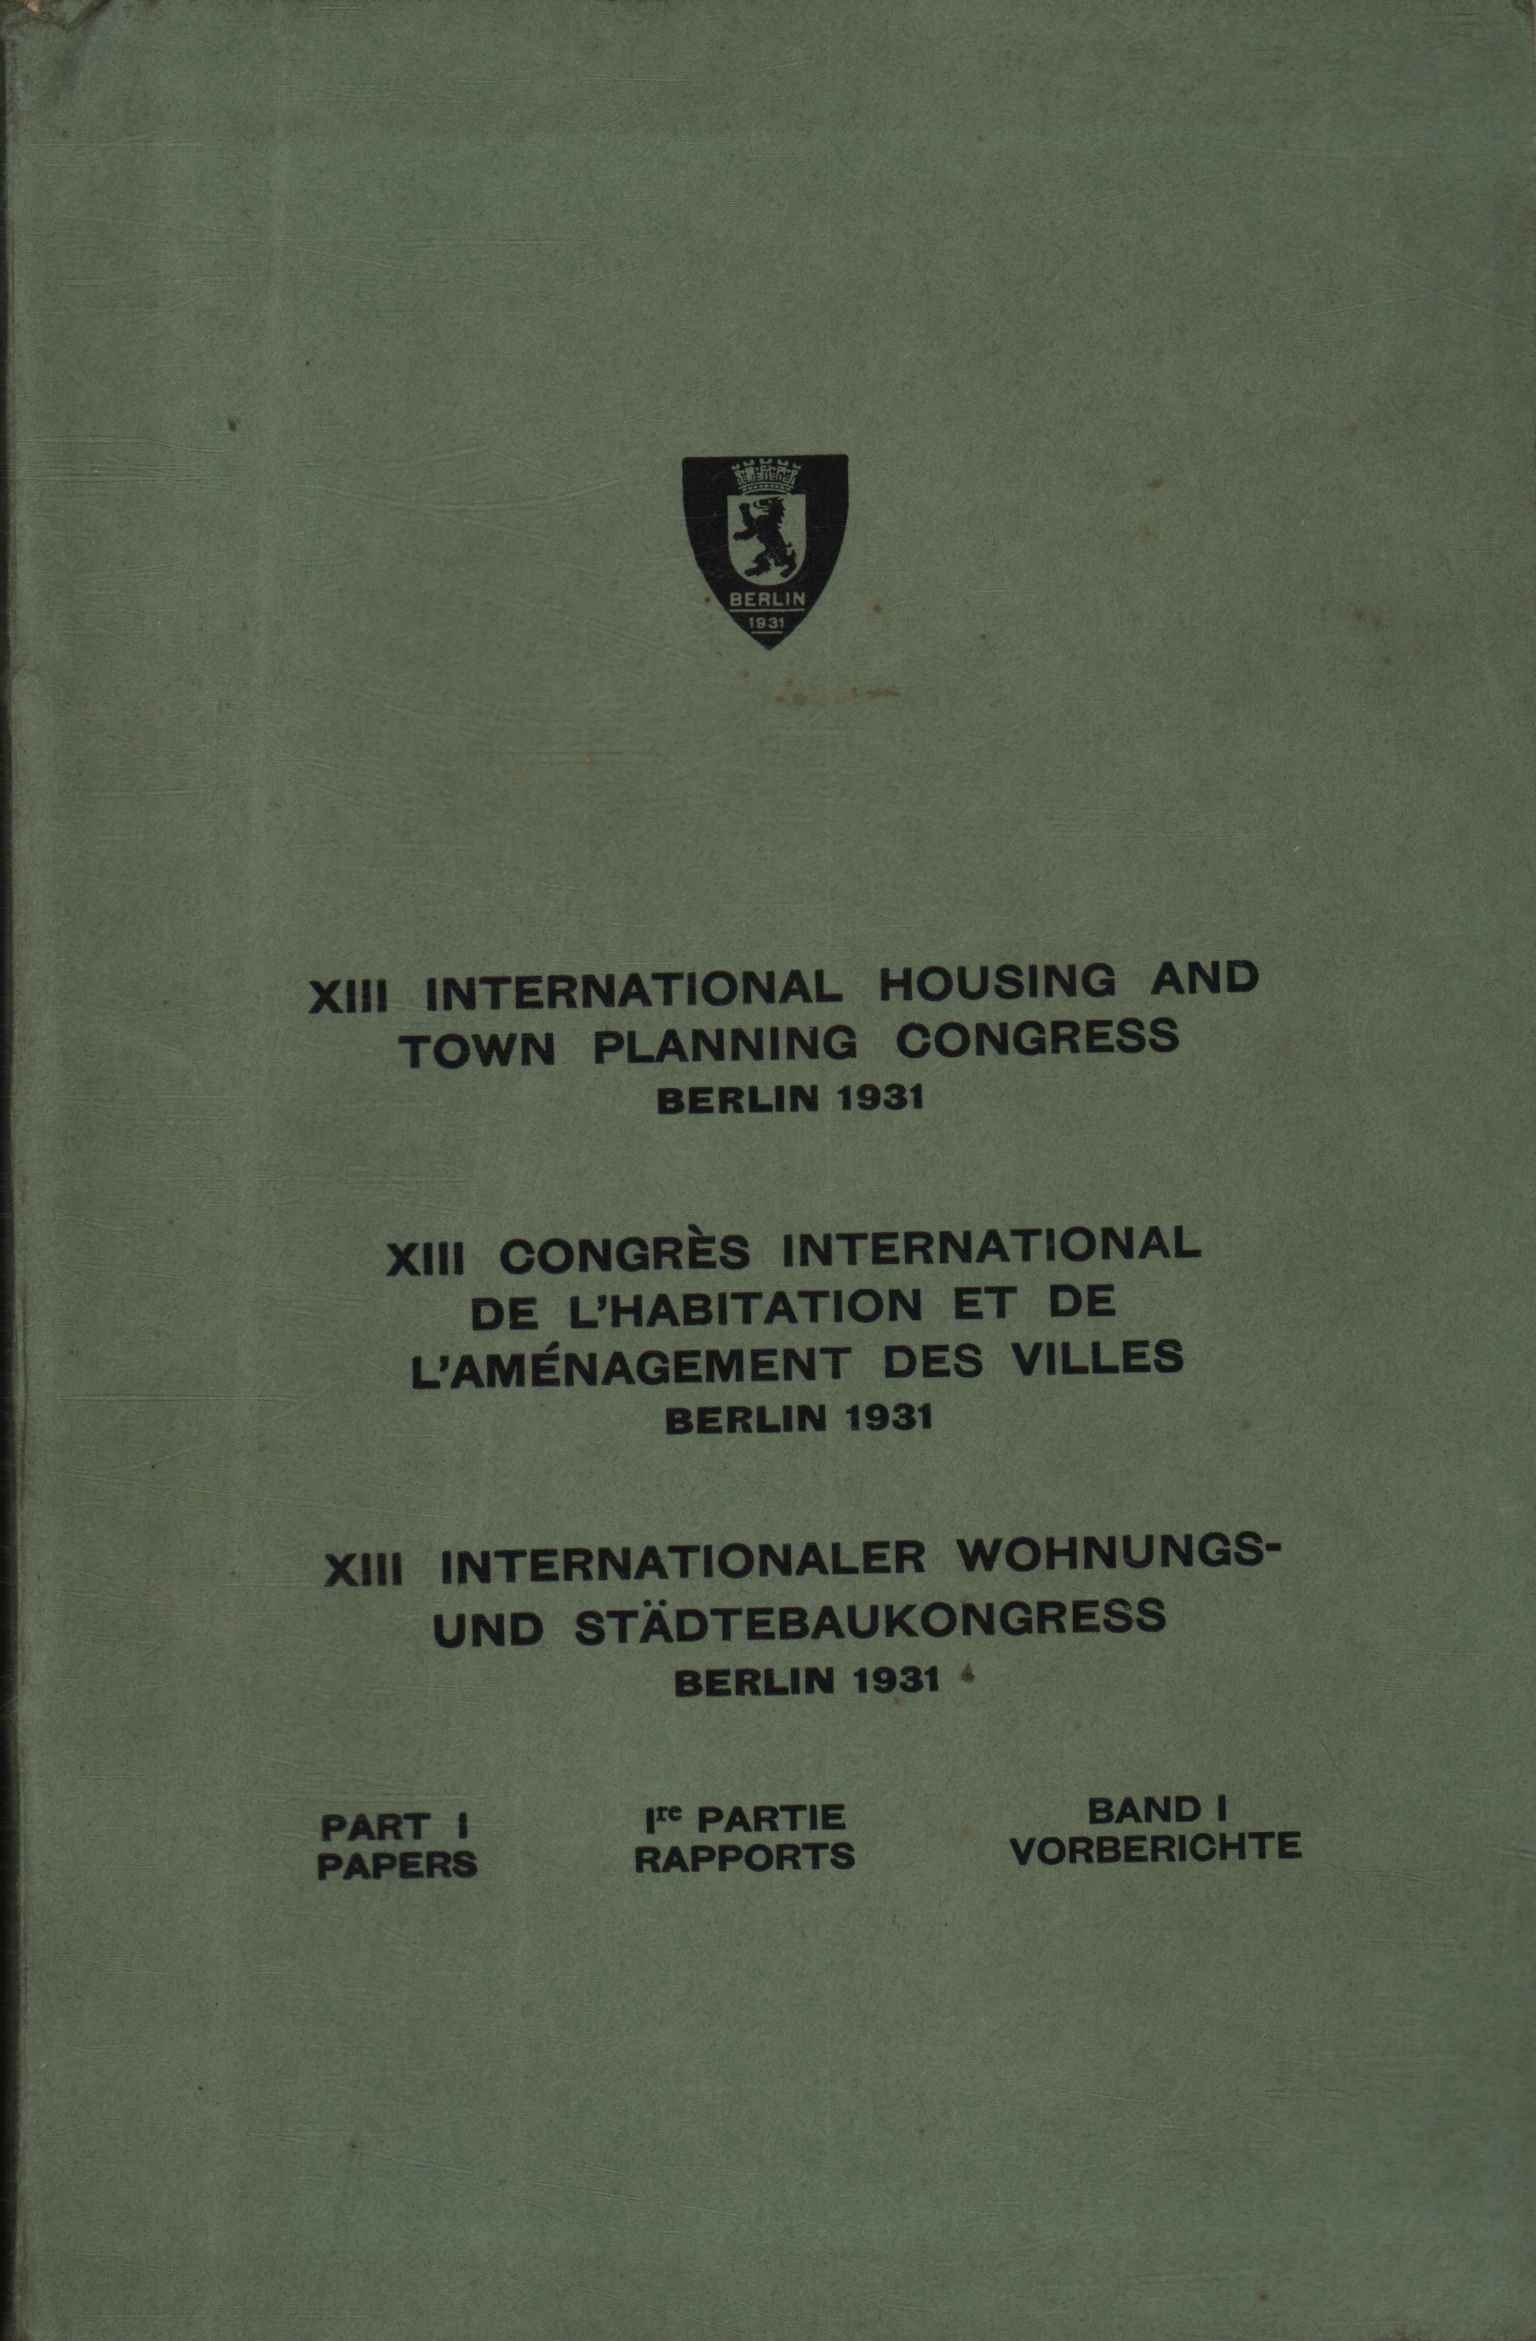 BERLIN
1931
XIII INTERNATIONAL HOUSING AND
TOWN PLANNING CONGRESS
BERLIN 1931
XIII CONGRÈS INTERNATIONAL
DE L'HABITATION ET DE
L'AMÉNAGEMENT DES VILLES
BERLIN 1931
XIII INTERNATIONALER WOHNUNGS-
UND STÄDTEBAUKONGRESS
BERLIN 1931
PART I
PAPERS
Ire PARTIE
RAPPORTS
BAND I
VORBERICHTE